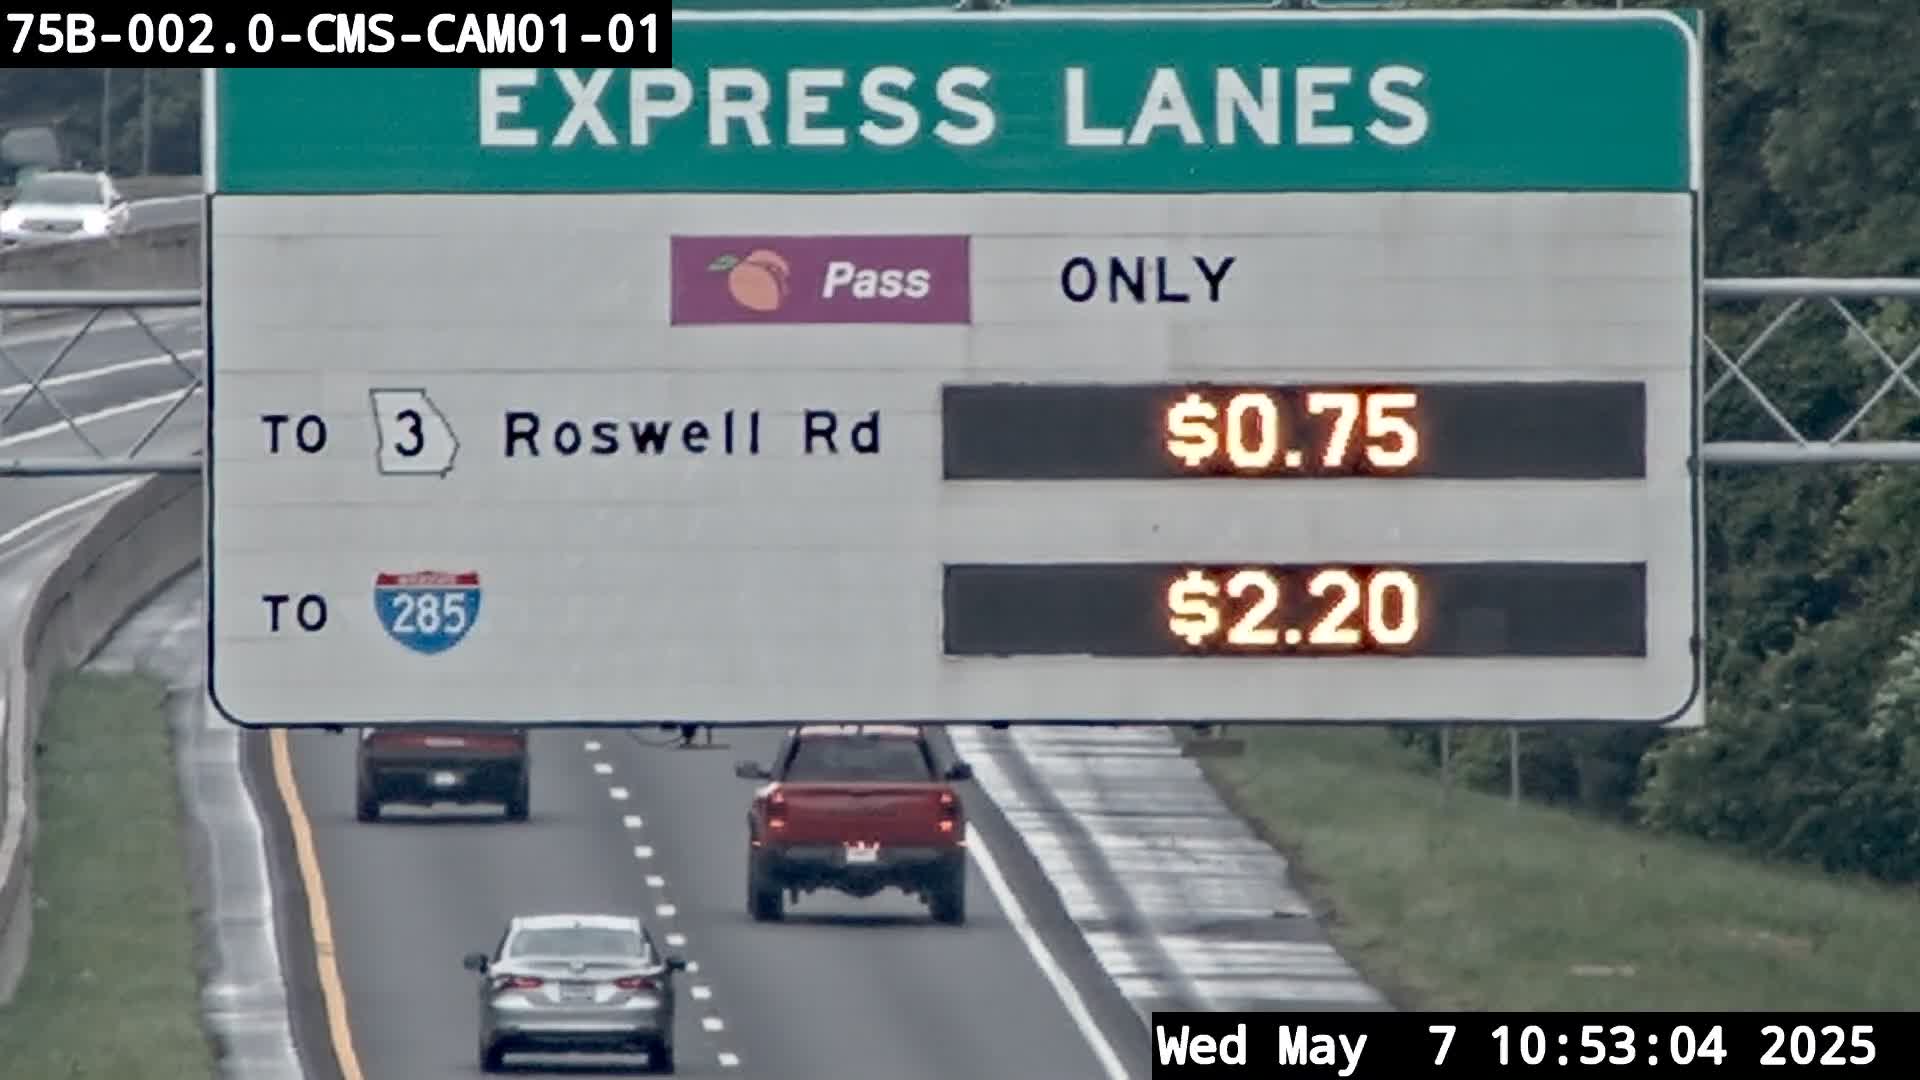 75B-002.0-CMS-CAM01-01
EXPRESS LANES
Pass ONLY
TO 3 Roswell Rd $0.75
TO 285 $2.20
Wed May 7 10:53:04 2025